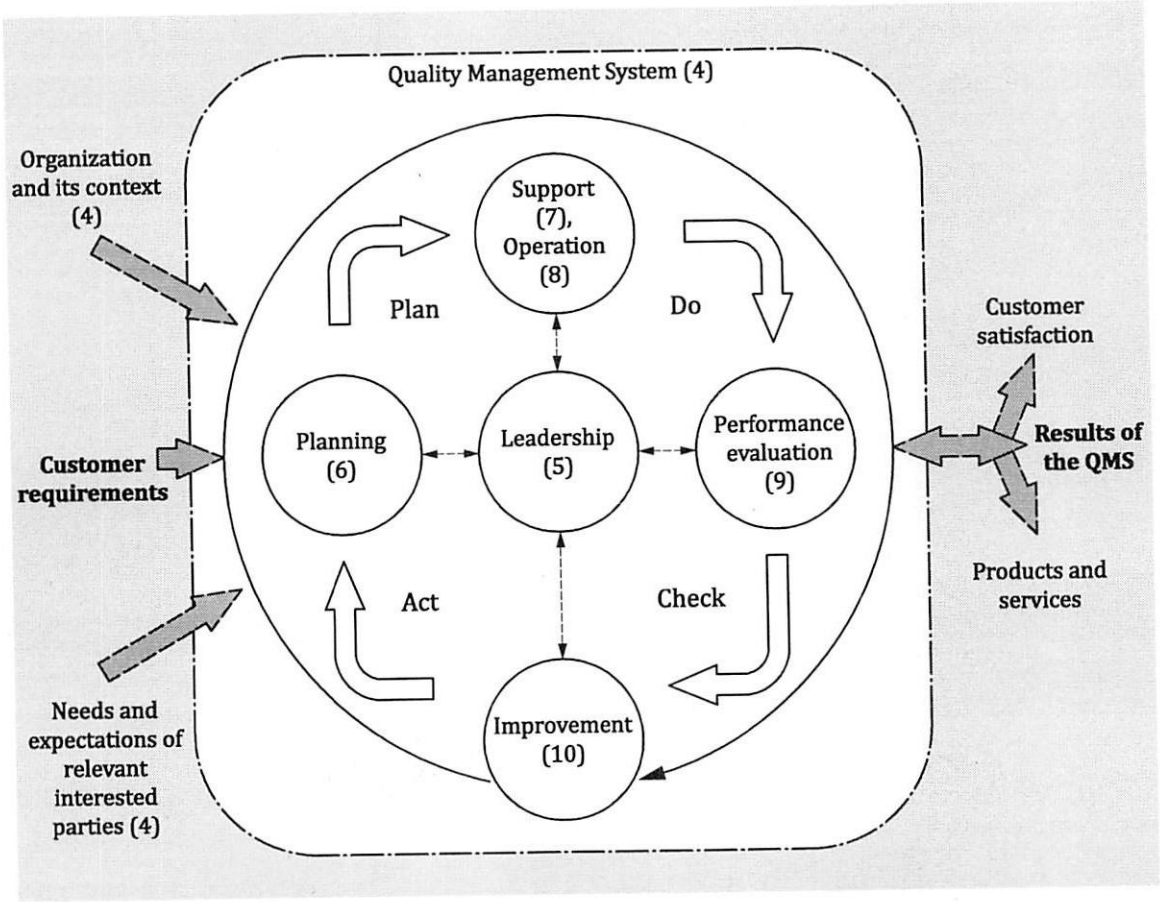 Quality Management System (4)
Organization
and its context
(4)
Support
(7),
Operation
(8)
Plan
Do
Customer
satisfaction
Planning
(6)
Leadership
(5)
Performance
evaluation
(9)
Customer
requirements
Results of
the QMS
Act
Check
Products and
services
Improvement
(10)
Needs and
expectations of
relevant
interested
parties (4)